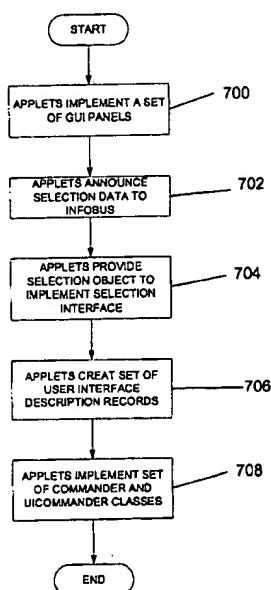 START
APPLETS IMPLEMENT A SET
OF GUI PANELS
700
APPLETS ANNOUNCE
SELECTION DATA TO
INFOBUS
702
APPLETS PROVIDE
SELECTION OBJECT TO
IMPLEMENT SELECTION
INTERFACE
704
APPLETS CREAT SET OF
USER INTERFACE
DESCRIPTION RECORDS
706
APPLETS IMPLEMENT SET
OF COMMANDER AND
UICOMMANDER CLASSES
708
END